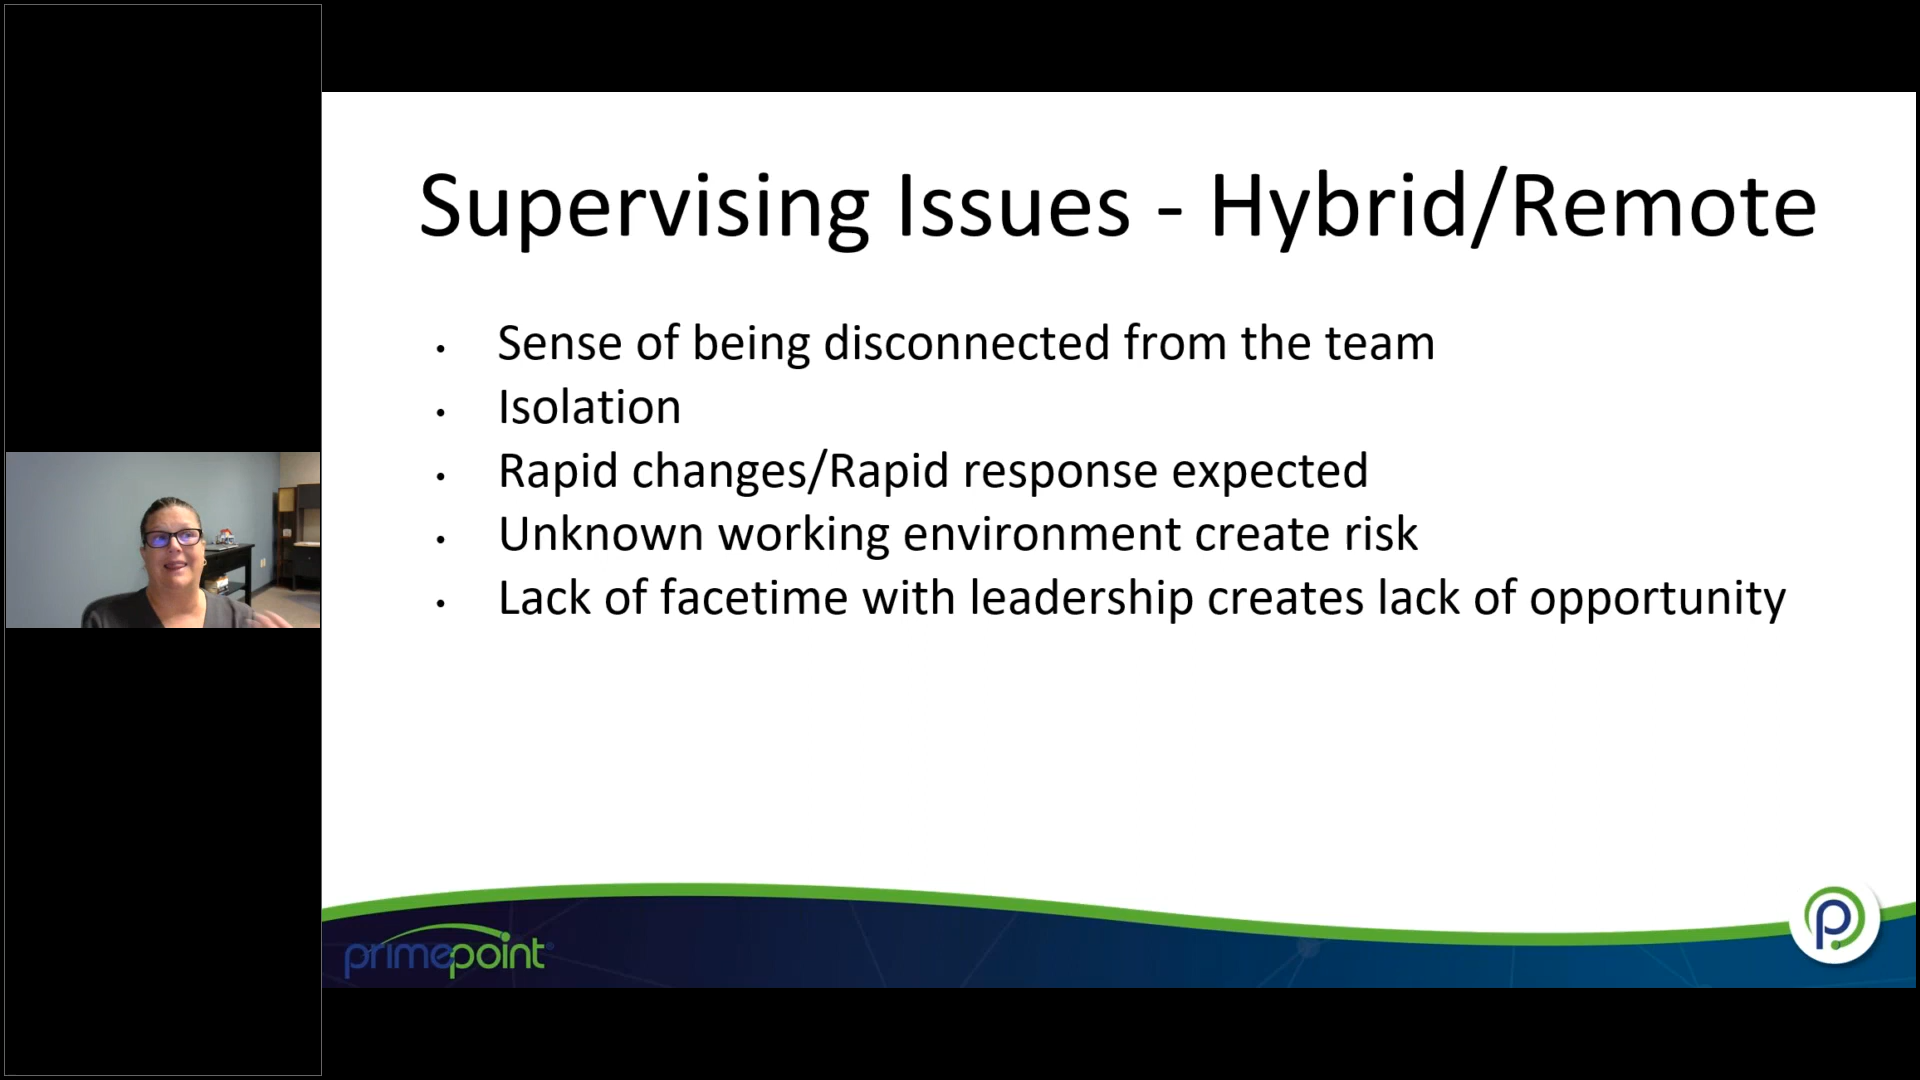 Supervising Issues - Hybrid/Remote
• Sense of being disconnected from the team
• Isolation
• Rapid changes/Rapid response expected
• Unknown working environment create risk
• Lack of facetime with leadership creates lack of opportunity
primepoint®
p